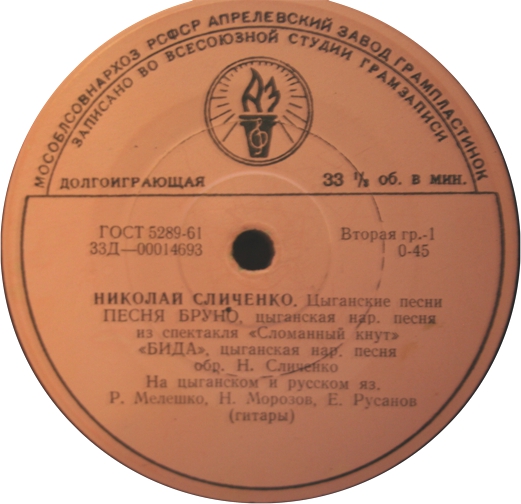 МОСОБЛСОВНАРХОЗ РСФСР АПРЕЛЕВСКИЙ ЗАВОД ГРАМПЛАСТИНОК
ЗАПИСАНО ВО ВСЕСОЮЗНОЙ СТУДИИ ГРАМЗАПИСИ
ДОЛГОИГРАЮЩАЯ 33 1/3 об. в мин.
ГОСТ 5289-61 Вторая гр.-1
33Д—00014693 0-45
НИКОЛАЙ СЛИЧЕНКО. Цыганские песни
ПЕСНЯ БРУНО, цыганская нар. песня
из спектакля «Сломанный кнут»
«БИДА», цыганская нар. песня
обр. Н. Сличенко
На цыганском и русском яз.
Р. Мелешко, Н. Морозов, Е. Русанов
(гитары)